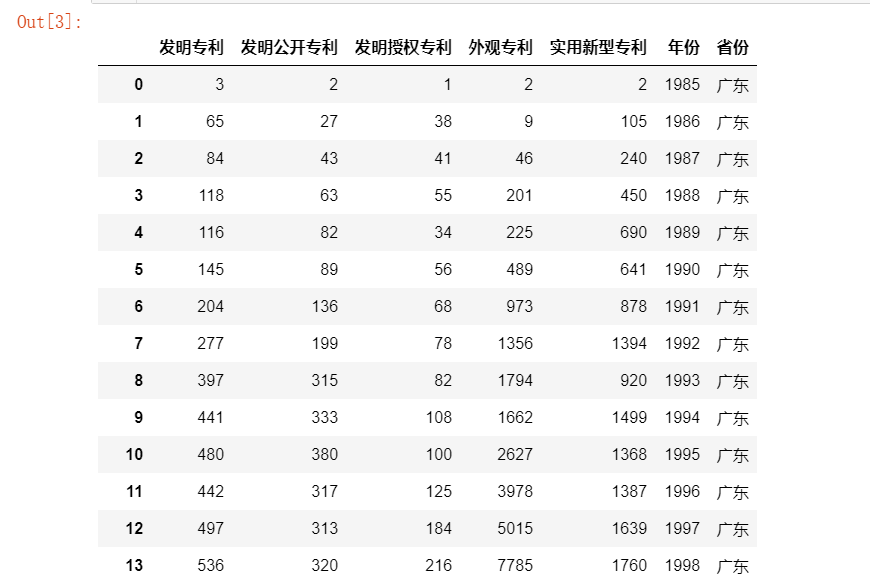 Out[3]:
发明专利 发明公开专利 发明授权专利 外观专利 实用新型专利 年份 省份
0 3 2 1 2 2 1985 广东
1 65 27 38 9 105 1986 广东
2 84 43 41 46 240 1987 广东
3 118 63 55 201 450 1988 广东
4 116 82 34 225 690 1989 广东
5 145 89 56 489 641 1990 广东
6 204 136 68 973 878 1991 广东
7 277 199 78 1356 1394 1992 广东
8 397 315 82 1794 920 1993 广东
9 441 333 108 1662 1499 1994 广东
10 480 380 100 2627 1368 1995 广东
11 442 317 125 3978 1387 1996 广东
12 497 313 184 5015 1639 1997 广东
13 536 320 216 7785 1760 1998 广东